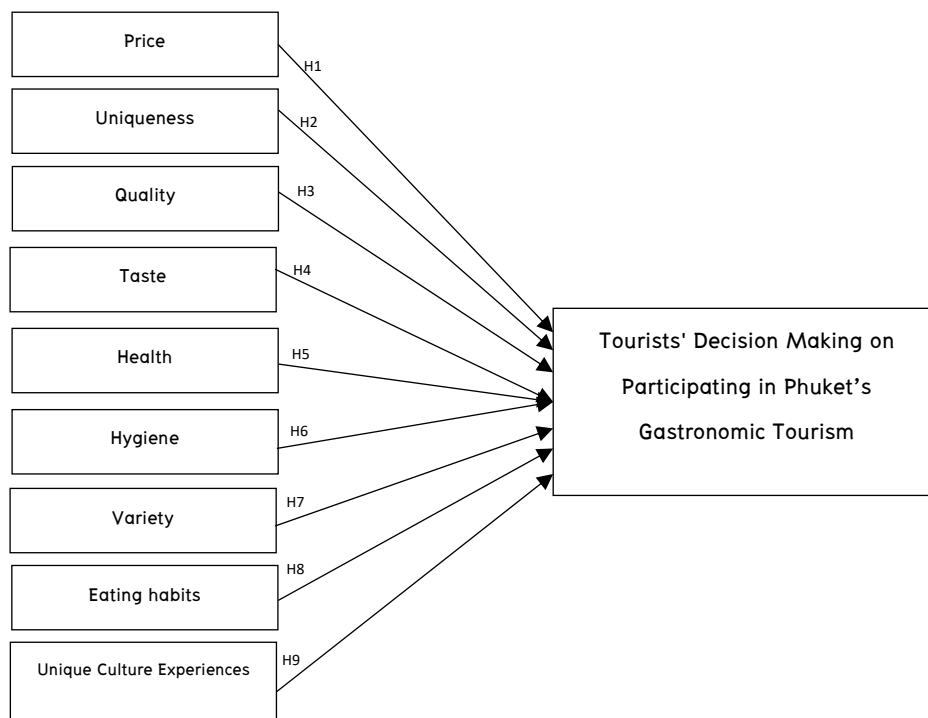 Price
H1
Uniqueness
H2
Quality
H3
Taste
H4
Health
H5
Hygiene
H6
Variety
H7
Eating habits
H8
Unique Culture Experiences
H9
Tourists' Decision Making on
Participating in Phuket’s
Gastronomic Tourism